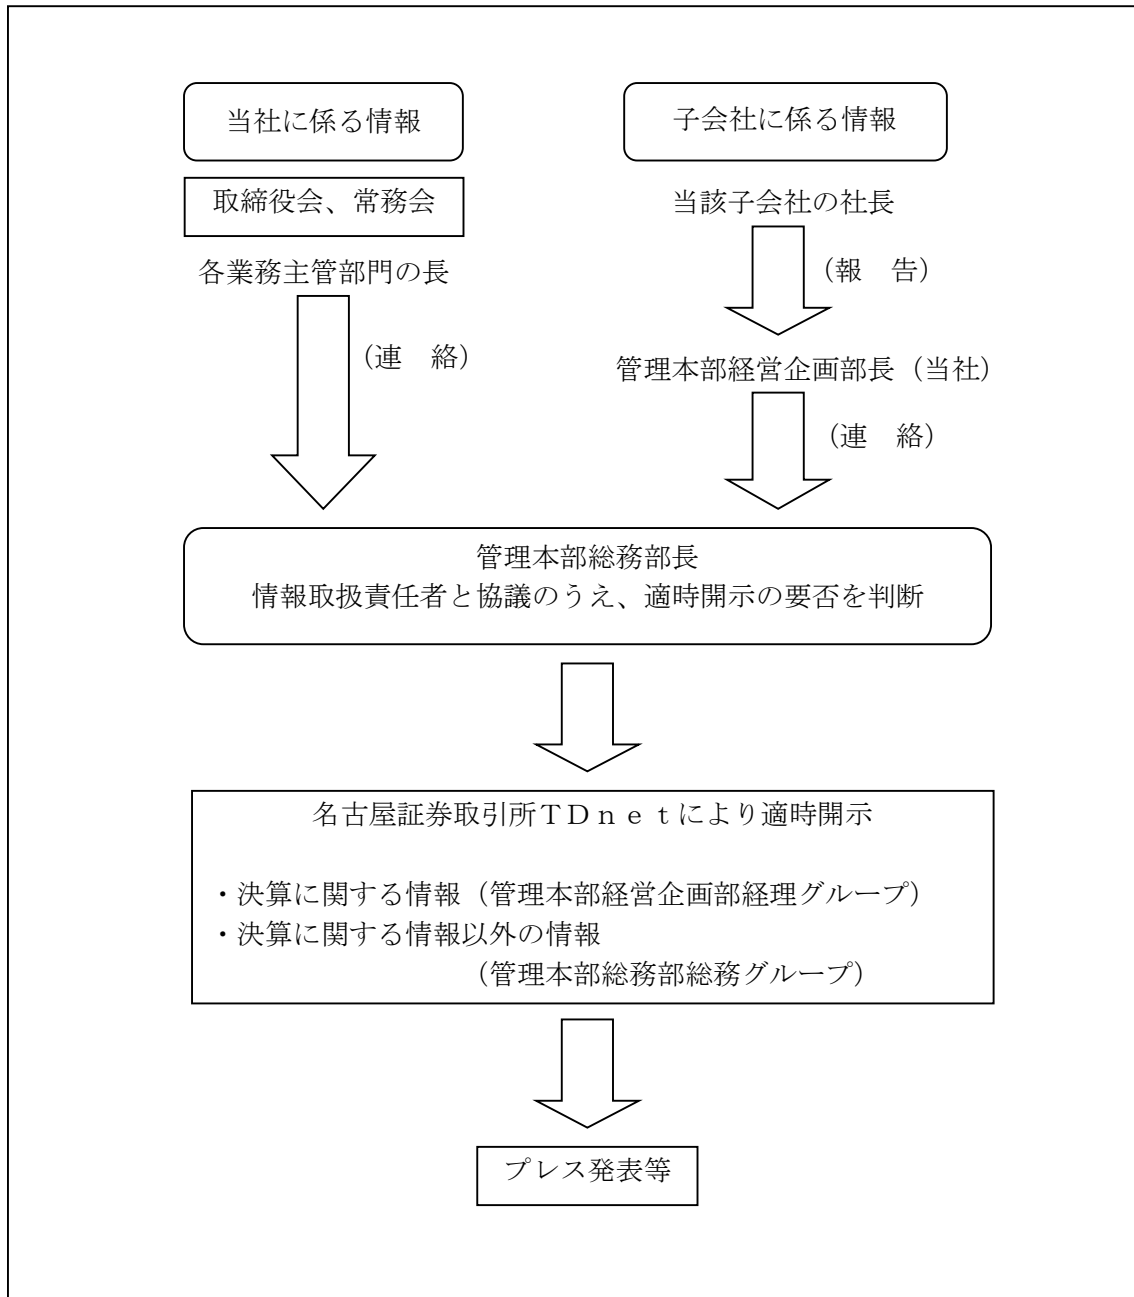 当社に係る情報
子会社に係る情報
取締役会、常務会
当該子会社の社長
各業務主管部門の長
（報　告）
（連　絡）
管理本部経営企画部長（当社）
（連　絡）
管理本部総務部長
情報取扱責任者と協議のうえ、適時開示の要否を判断
名古屋証券取引所ＴＤｎｅｔにより適時開示
・決算に関する情報（管理本部経営企画部経理グループ）
・決算に関する情報以外の情報
（管理本部総務部総務グループ）
プレス発表等